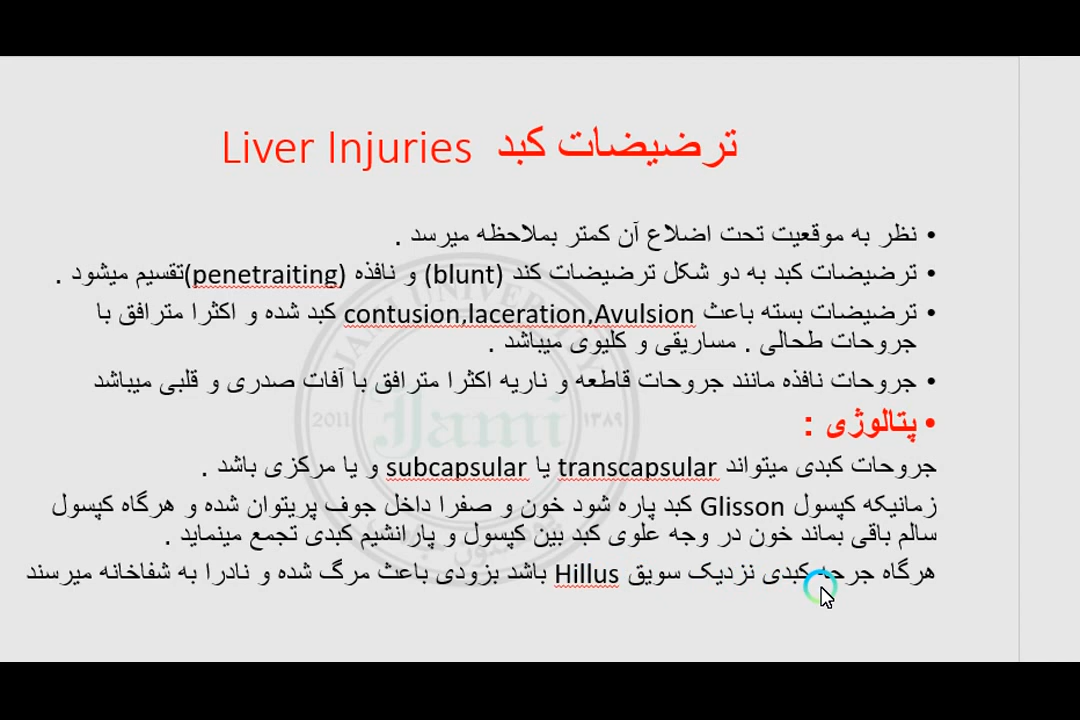 ترضیضات کبد Liver Injuries
• نظر به موقعیت تحت اضلاع آن کمتر بملاحظه میرسد .
• ترضیضات کبد به دو شکل ترضیضات کند (blunt) و نافذه (penetraiting)تقسیم میشود .
• ترضیضات بسته باعث contusion,laceration,Avulsion کبد شده و اکثرا مترافق با
جروحات طحالی . مساریقی و کلیوی میباشد .
• جروحات نافذه مانند جروحات قاطعه و ناریه اکثرا مترافق با آفات صدری و قلبی میباشد
• پتالوژی :
جروحات کبدی میتواند transcapsular یا subcapsular و یا مرکزی باشد .
زمانیکه کپسول Glisson کبد پاره شود خون و صفرا داخل جوف پریتوان شده و هرگاه کپسول
سالم باقی بماند خون در وجه علوی کبد بین کپسول و پارانشیم کبدی تجمع مینماید .
هرگاه جرحه کبدی نزدیک سویق Hillus باشد بزودی باعث مرگ شده و نادرا به شفاخانه میرسند
JAMI UNIVERSITY
2011
Jami
۱۳۸۹